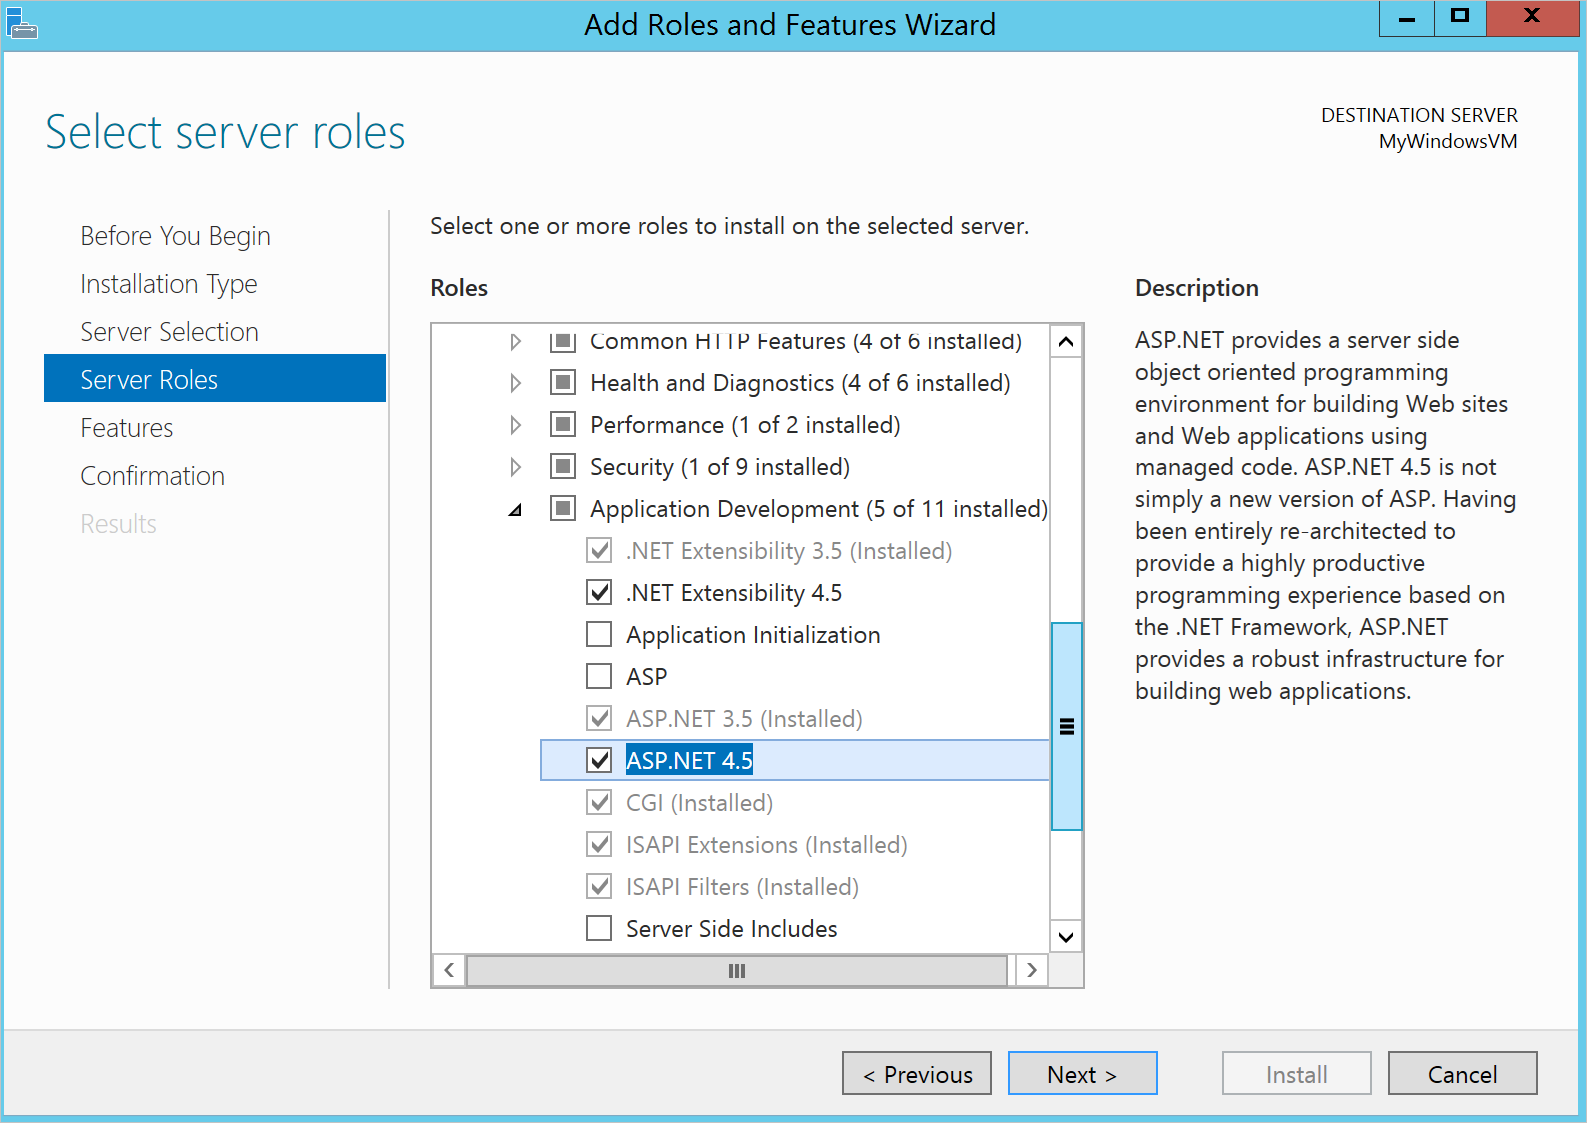 Add Roles and Features Wizard
Select server roles
DESTINATION SERVER
MyWindowsVM
Before You Begin
Installation Type
Server Selection
Server Roles
Features
Confirmation
Results
Select one or more roles to install on the selected server.
Roles
Common HTTP Features (4 of 6 installed)
Health and Diagnostics (4 of 6 installed)
Performance (1 of 2 installed)
Security (1 of 9 installed)
Application Development (5 of 11 installed)
.NET Extensibility 3.5 (Installed)
.NET Extensibility 4.5
Application Initialization
ASP
ASP.NET 3.5 (Installed)
ASP.NET 4.5
CGI (Installed)
ISAPI Extensions (Installed)
ISAPI Filters (Installed)
Server Side Includes
Description
ASP.NET provides a server side
object oriented programming
environment for building Web sites
and Web applications using
managed code. ASP.NET 4.5 is not
simply a new version of ASP. Having
been entirely re-architected to
provide a highly productive
programming experience based on
the .NET Framework, ASP.NET
provides a robust infrastructure for
building web applications.
< Previous
Next >
Install
Cancel